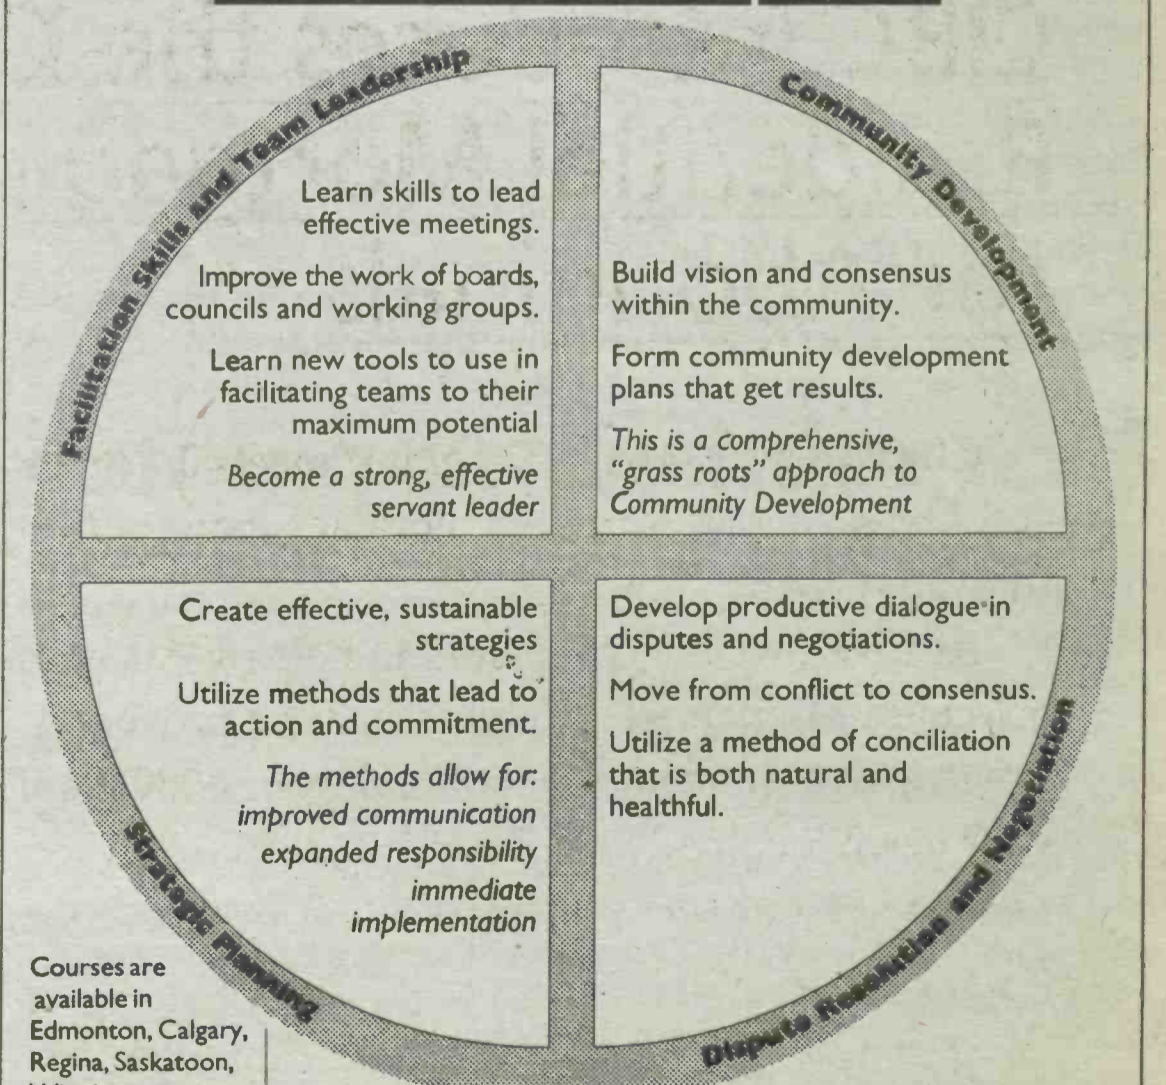 Facilitation Skills and Team Leadership
Learn skills to lead
effective meetings.
Improve the work of boards,
councils and working groups.
Learn new tools to use in
facilitating teams to their
maximum potential
Become a strong, effective
servant leader
Community Development
Build vision and consensus
within the community.
Form community development
plans that get results.
This is a comprehensive,
“grass roots” approach to
Community Development
Strategic Planning
Create effective, sustainable
strategies
Utilize methods that lead to
action and commitment.
The methods allow for:
improved communication
expanded responsibility
immediate
implementation
Dispute Resolution and Negotiation
Develop productive dialogue in
disputes and negotiations.
Move from conflict to consensus.
Utilize a method of conciliation
that is both natural and
healthful.
Courses are
available in
Edmonton, Calgary,
Regina, Saskatoon,